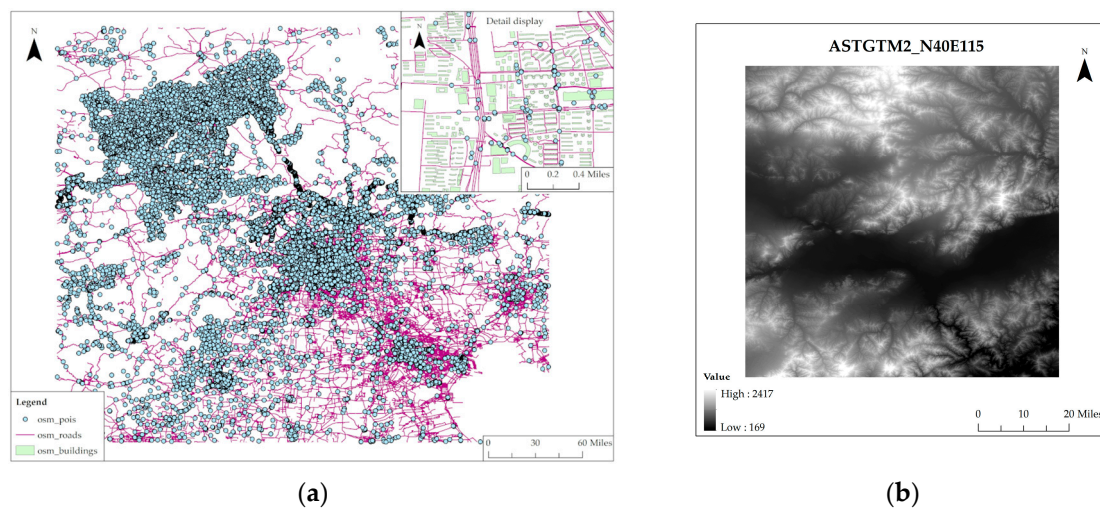 N
Detail display
N
0 0.2 0.4 Miles
Legend
osm_pois
osm_roads
osm_buildings
0 30 60 Miles
(a)
ASTGTM2_N40E115
N
Value
High : 2417
Low : 169
0 10 20 Miles
(b)